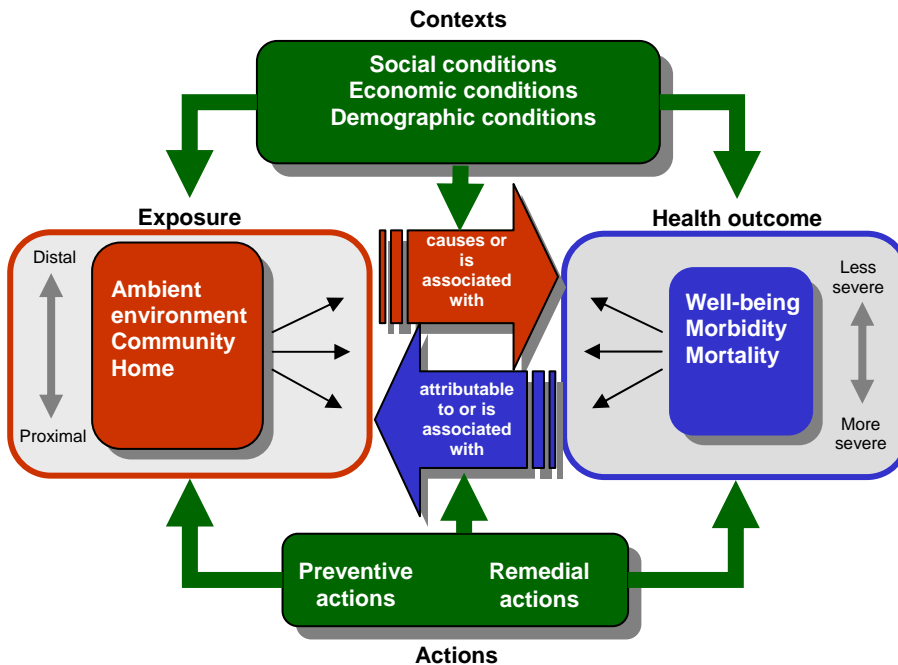 Contexts
Social conditions
Economic conditions
Demographic conditions
Exposure
Distal
Proximal
Ambient
environment
Community
Home
causes or
is
associated
with
attributable
to or is
associated
with
Health outcome
Well-being
Morbidity
Mortality
Less
severe
More
severe
Preventive
actions
Remedial
actions
Actions